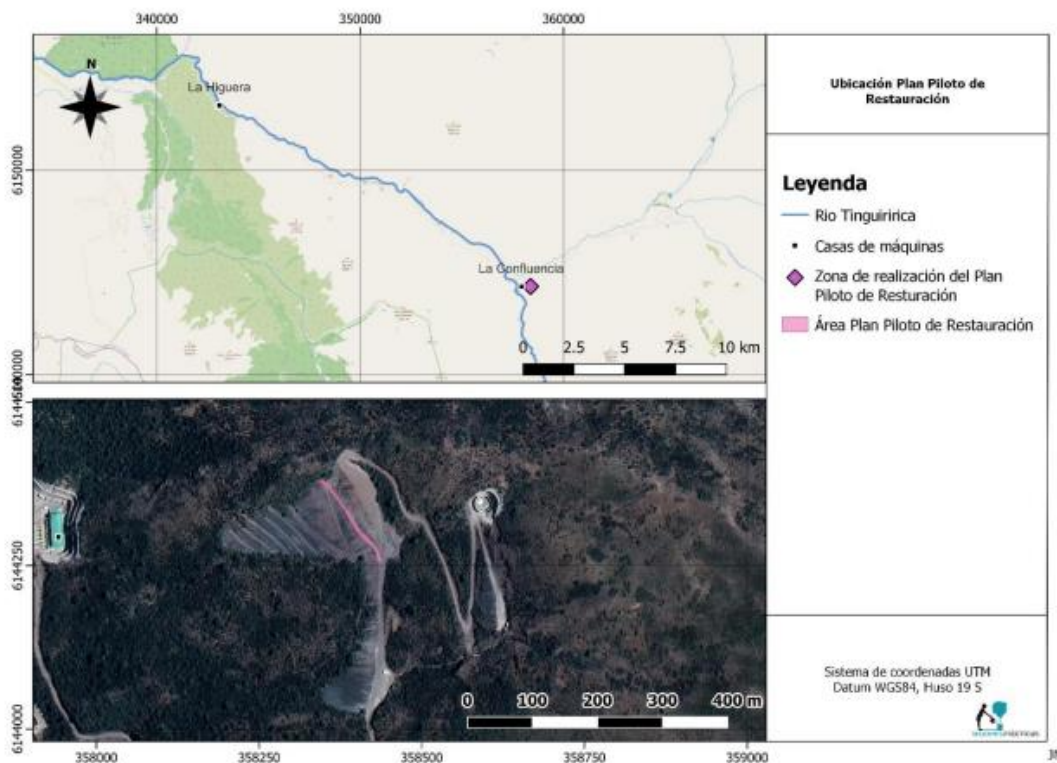 340000
350000
360000
N
La Higuera
6150000
La Confluencia
0 2.5 5 7.5 10 km
Ubicación Plan Piloto de
Restauración
Leyenda
Rio Tinguiririca
Casas de máquinas
Zona de realización del Plan
Piloto de Resturación
Área Plan Piloto de Restauración
6144250
6144000
0 100 200 300 400 m
358000
358250
358500
358750
359000
Sistema de coordenadas UTM
Datum WGS84, Huso 19 S